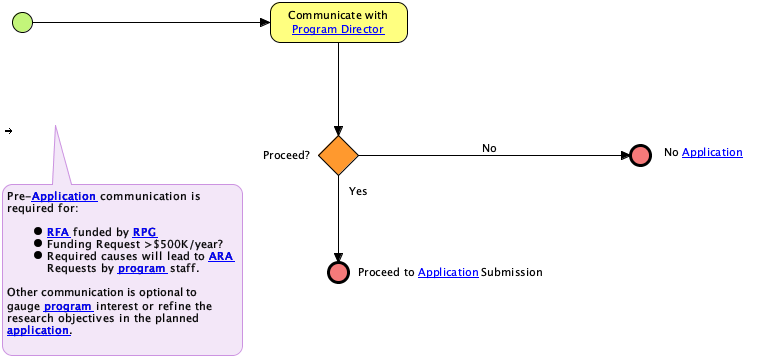 Communicate with
Program Director
Proceed?
No
No Application
Yes
Pre-Application communication is
required for:
● RFA funded by RPG
● Funding Request >$500K/year?
● Required causes will lead to ARA
Requests by program staff.
Other communication is optional to
gauge program interest or refine the
research objectives in the planned
application.
Proceed to Application Submission